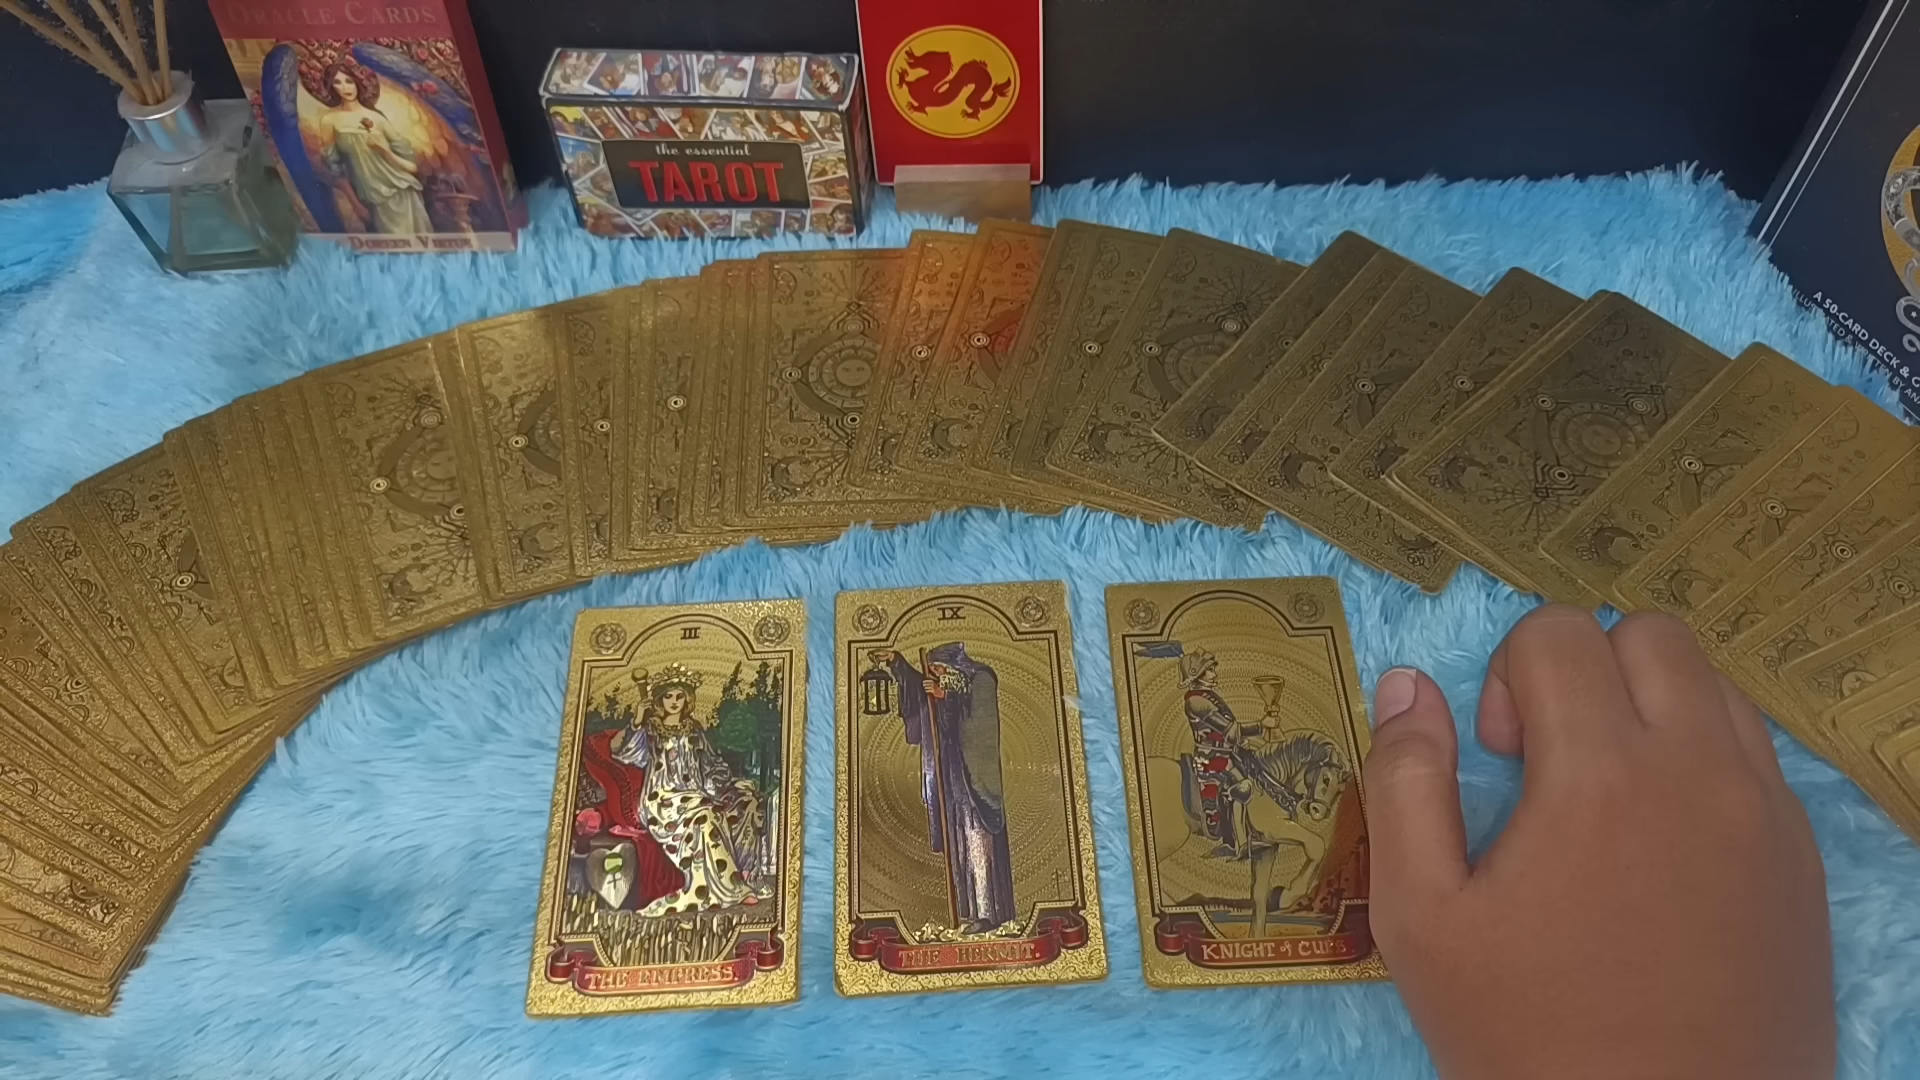 ORACLE CARDS
DOREEN VIRTUE
the essential
TAROT
A 50-CARD DECK & G
III
THE EMPRESS.
IX
THE HERMIT.
KNIGHT of CUPS.